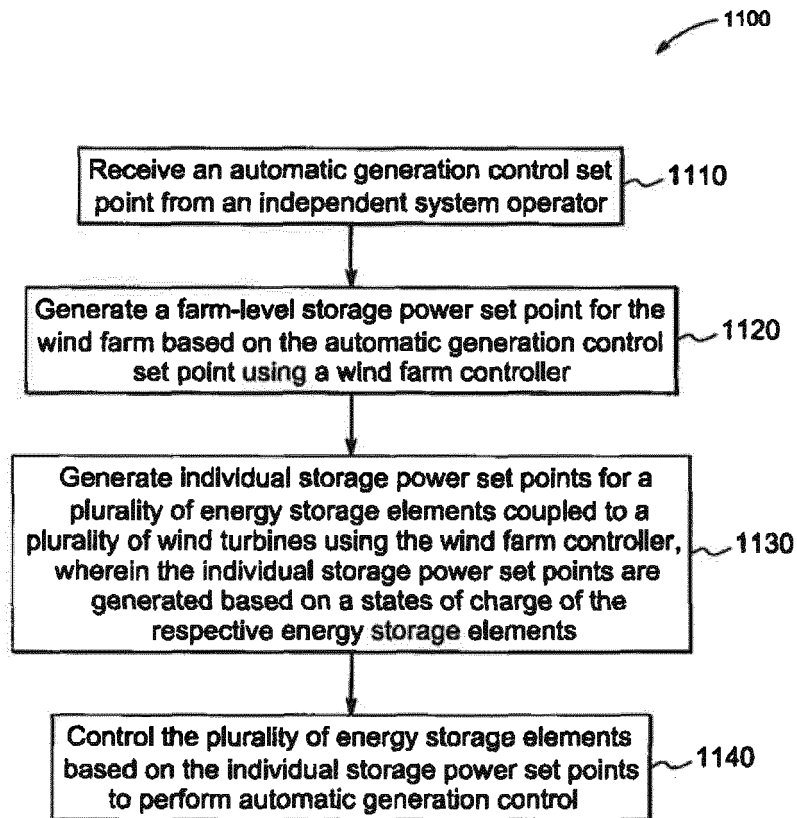 1100
Receive an automatic generation control set
point from an independent system operator
1110
Generate a farm-level storage power set point for the
wind farm based on the automatic generation control
set point using a wind farm controller
1120
Generate individual storage power set points for a
plurality of energy storage elements coupled to a
plurality of wind turbines using the wind farm controller,
wherein the individual storage power set points are
generated based on a states of charge of the
respective energy storage elements
1130
Control the plurality of energy storage elements
based on the individual storage power set points
to perform automatic generation control
1140